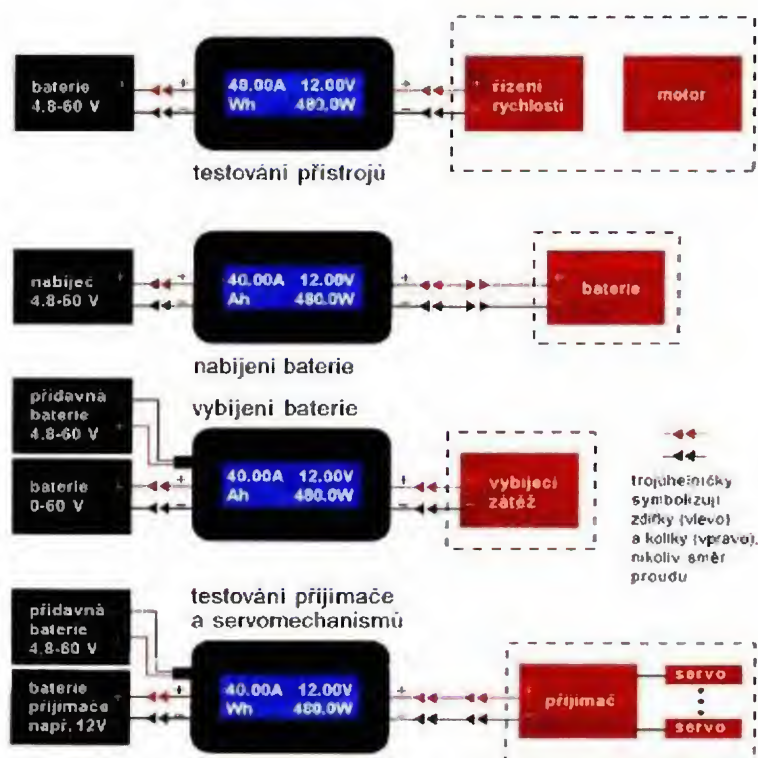 baterie
4.8-60 V
40.00A 12.00V
Wh 480.0W
řízení
rychlosti
motor
testování přístrojů
nabíječ
4.8-60 V
40.00A 12.00V
Ah 480.0W
baterie
nabíjení baterie
vybíjení baterie
přídavná
baterie
4.8-60 V
baterie
0-60 V
40.00A 12.00V
Ah 480.0W
vybíjecí
zátěž
trojúhelníčky
symbolizují
zdířky (vlevo)
a kolíky (vpravo),
nikoliv směr
proudu
testování přijímače
a servomechanismů
přídavná
baterie
4.8-60 V
baterie
přijímače
např. 12V
40.00A 12.00V
Wh 480.0W
přijímač
servo
servo